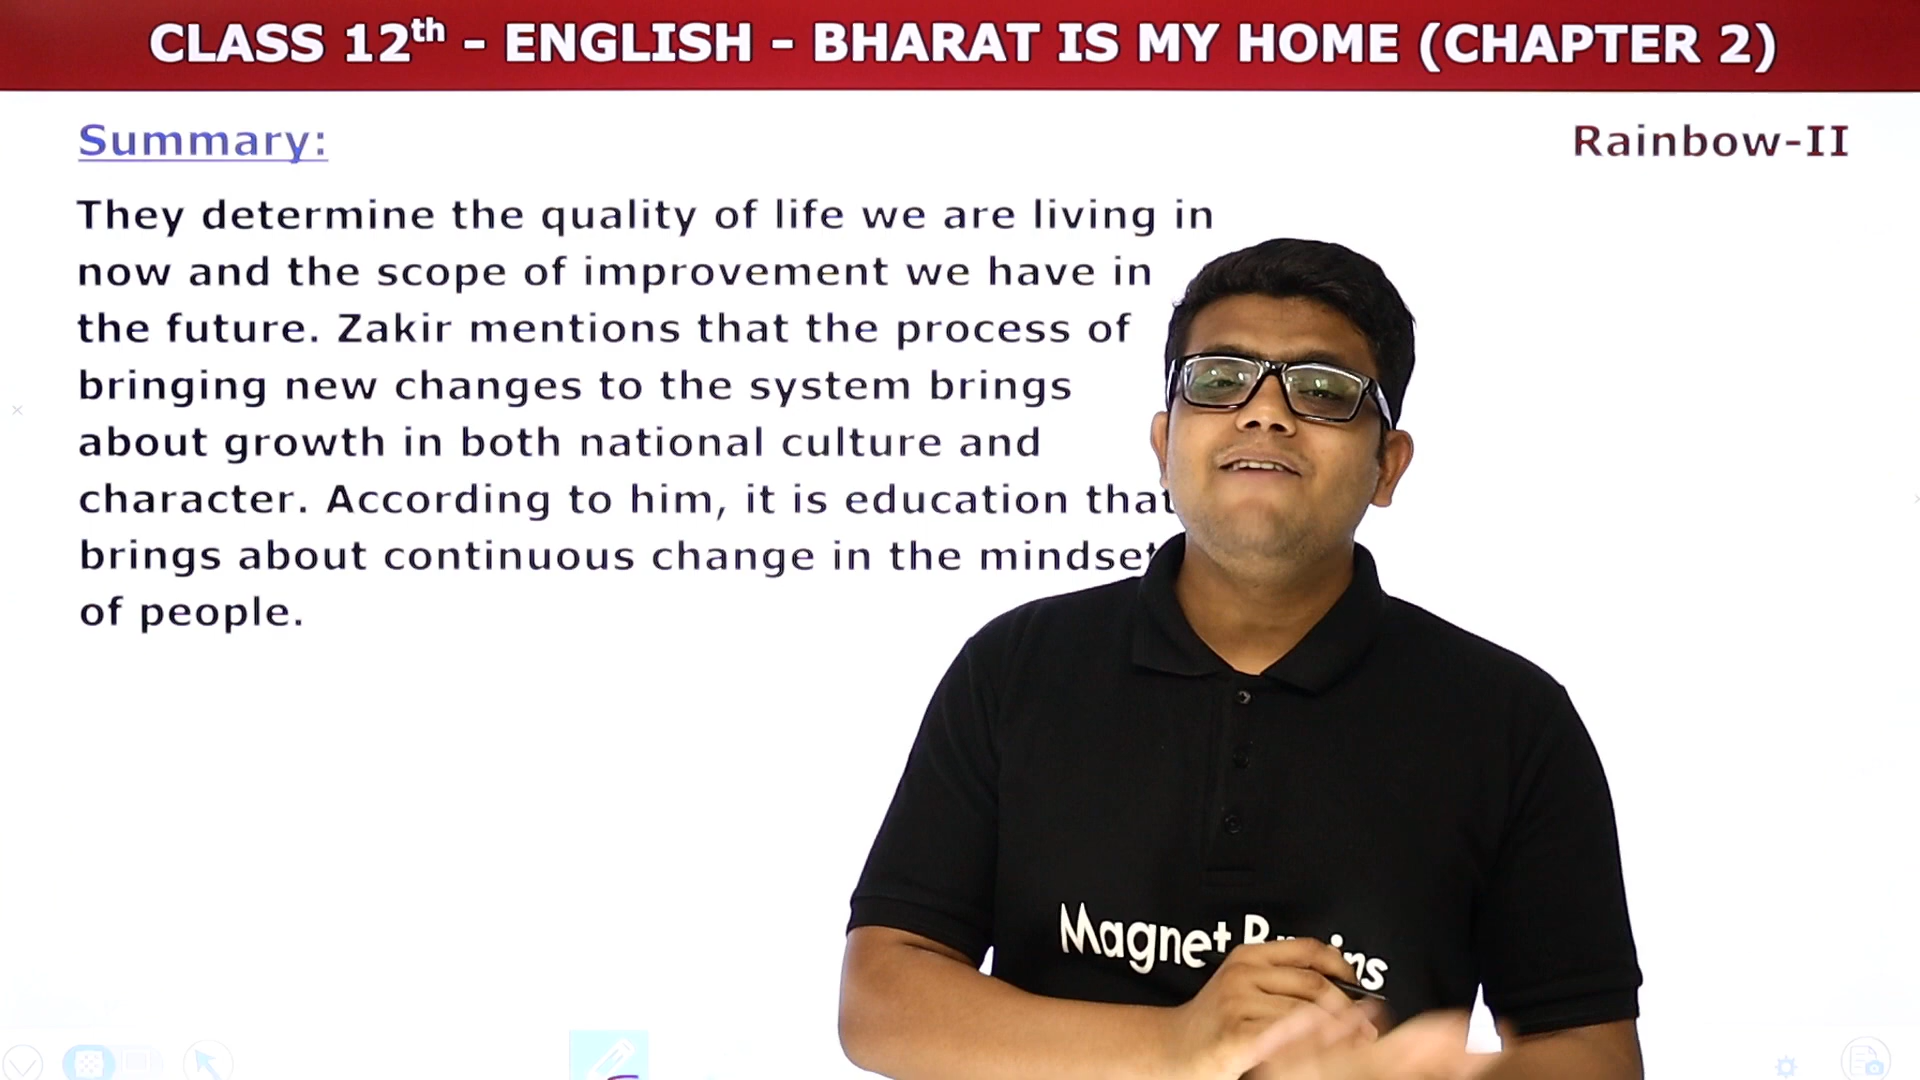 CLASS 12th - ENGLISH - BHARAT IS MY HOME (CHAPTER 2)
Summary:
Rainbow-II
They determine the quality of life we are living in
now and the scope of improvement we have in
the future. Zakir mentions that the process of
bringing new changes to the system brings
about growth in both national culture and
character. According to him, it is education that
brings about continuous change in the mindset
of people.
Magnet